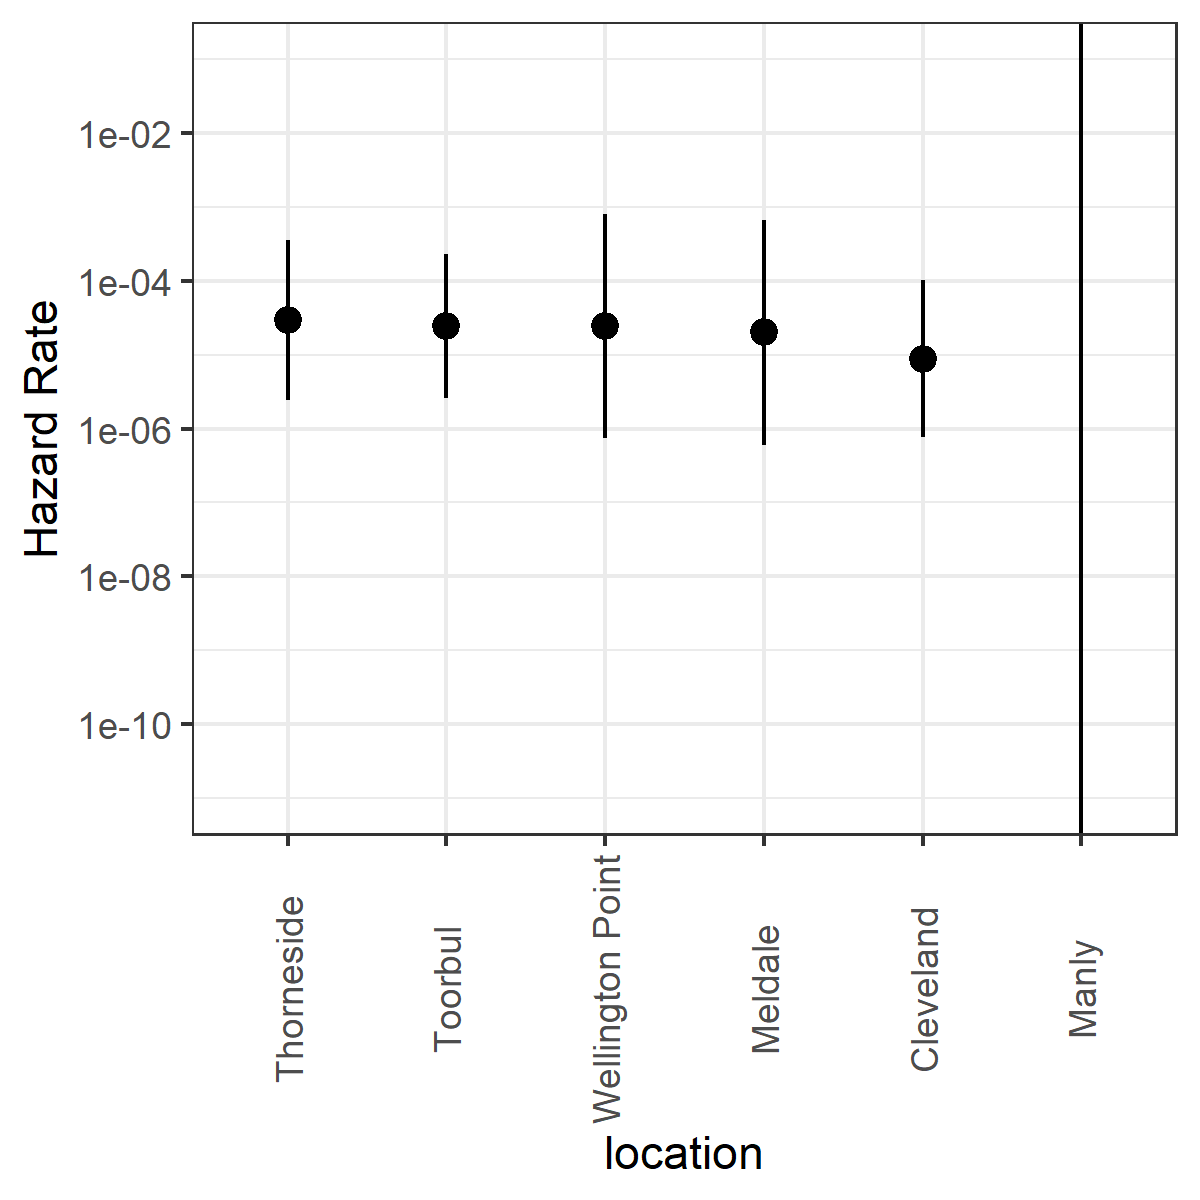 Hazard Rate
1e-02
1e-04
1e-06
1e-08
1e-10
Thorneside
Toorbul
Wellington Point
Meldale
Cleveland
Manly
location